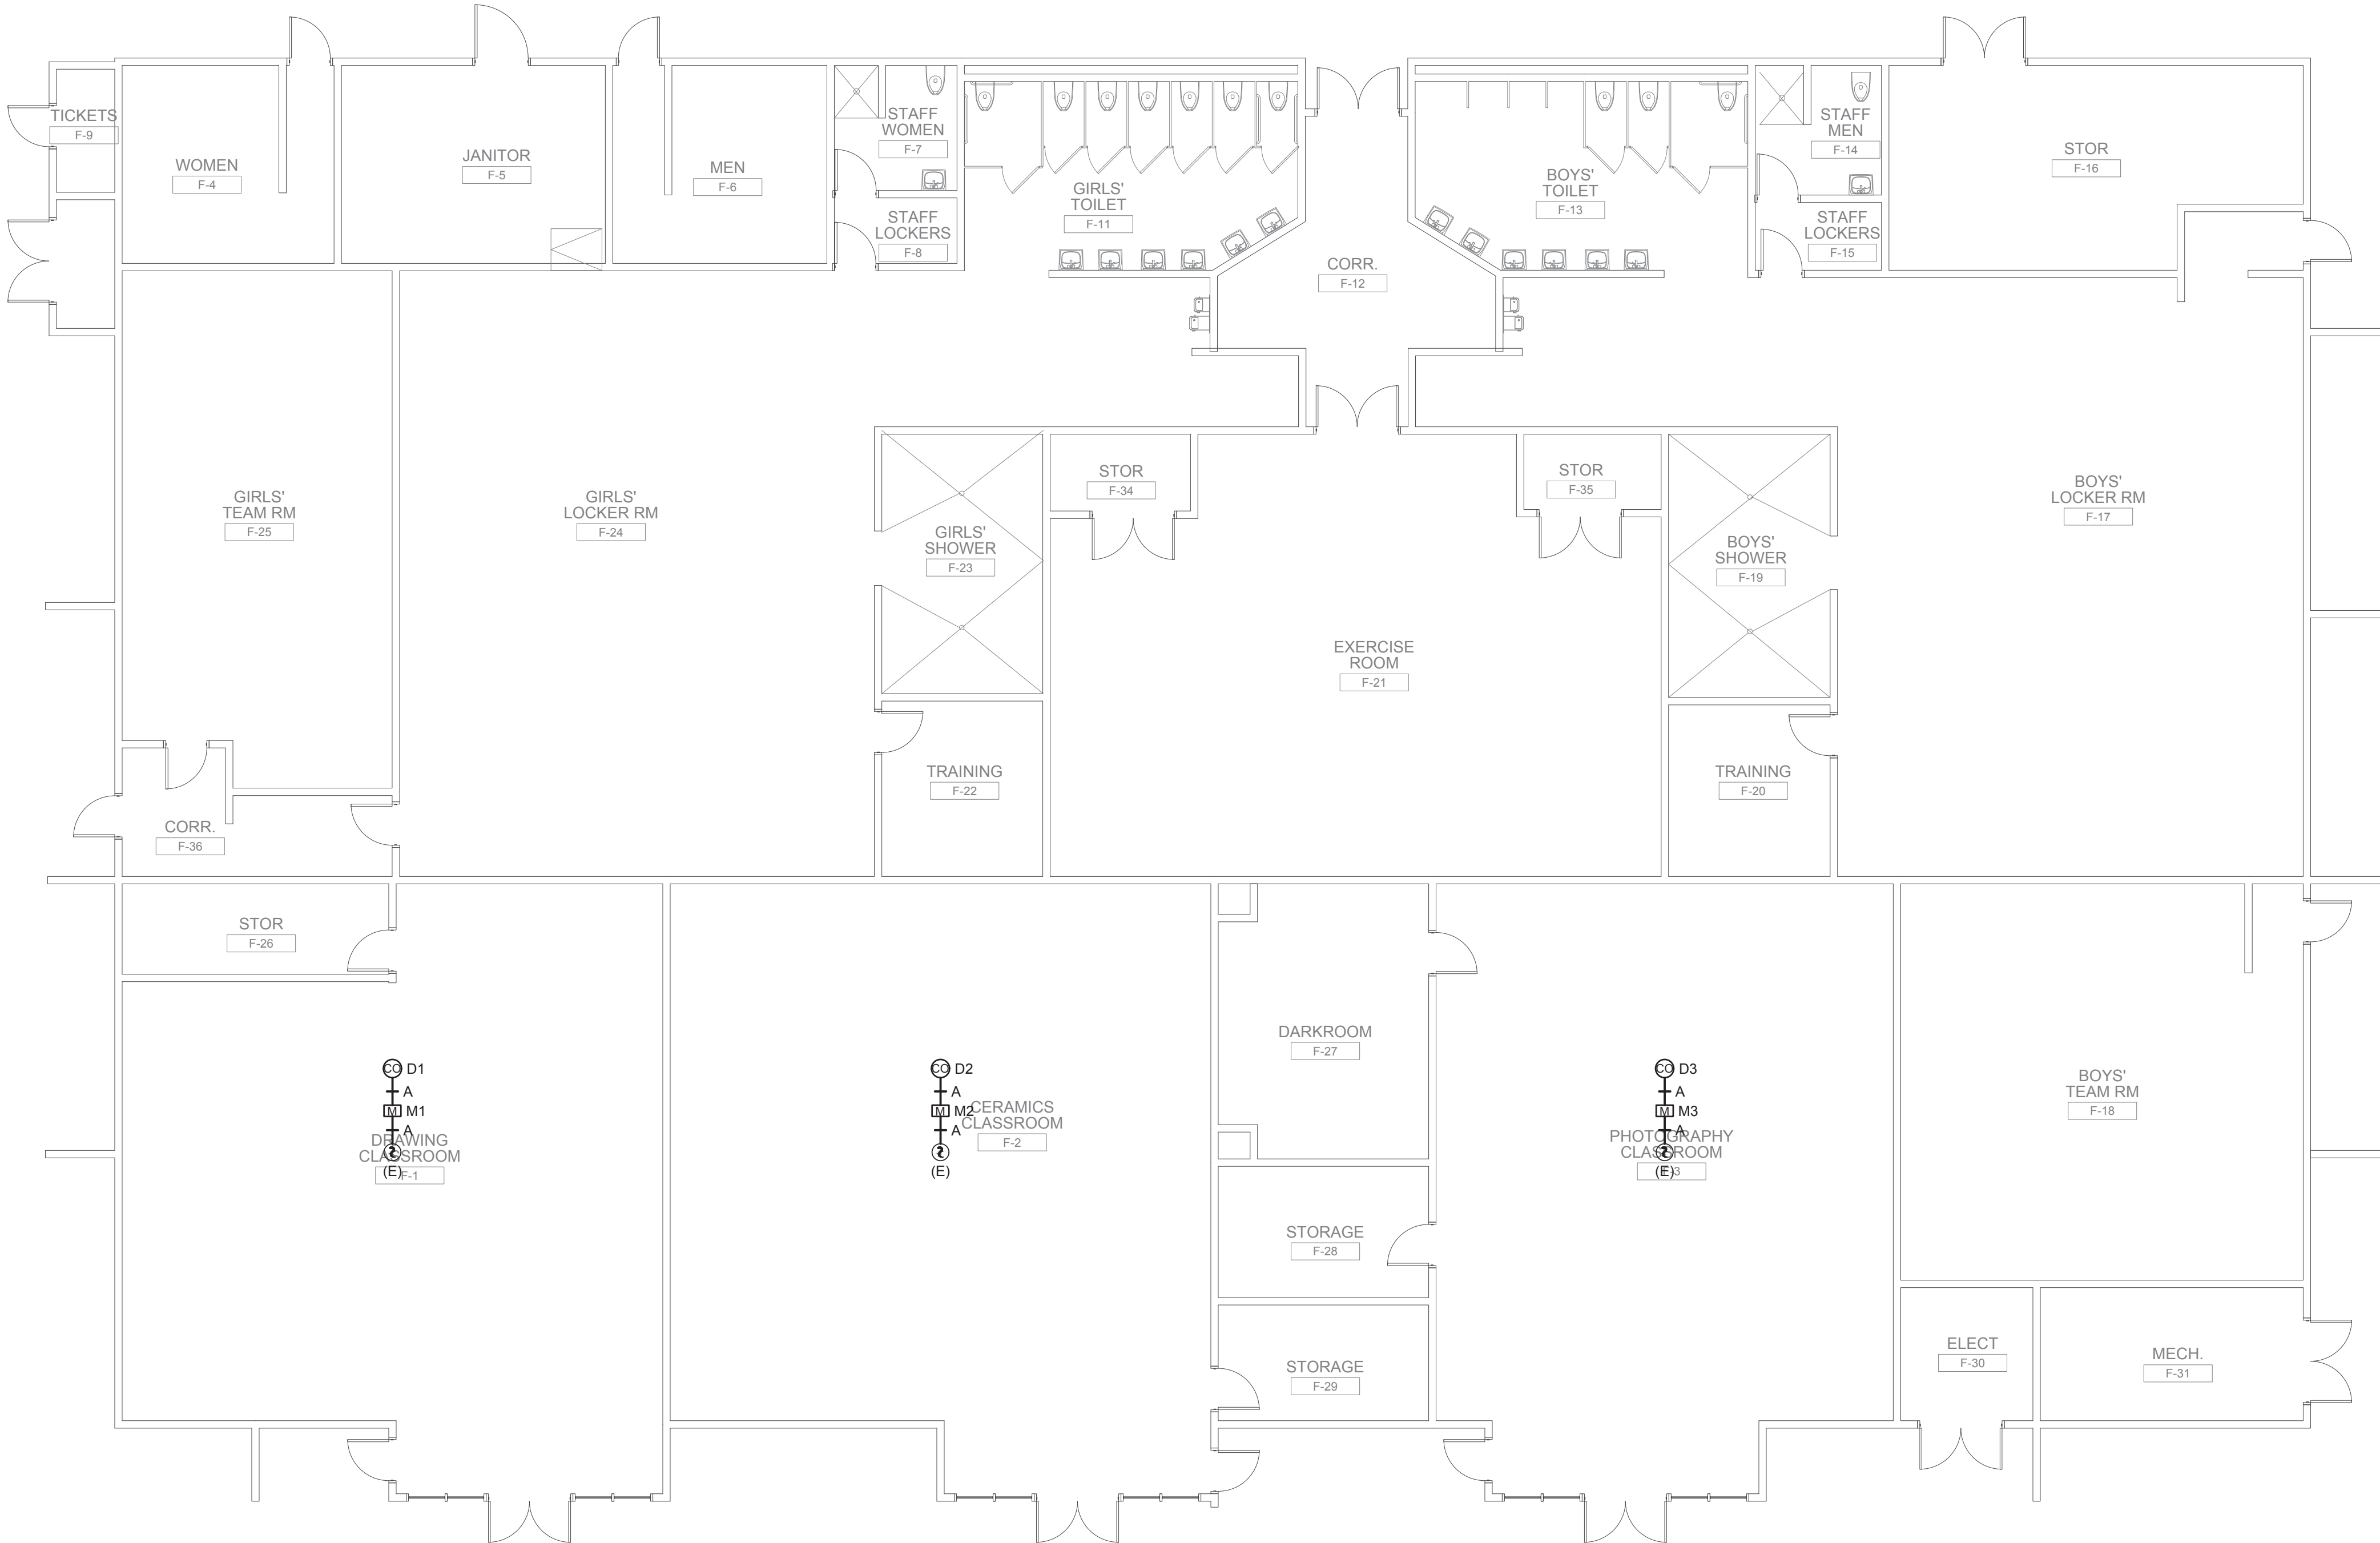 TICKETS
F-9
WOMEN
F-4
JANITOR
F-5
MEN
F-6
STAFF
WOMEN
F-7
STAFF
LOCKERS
F-8
GIRLS'
TOILET
F-11
CORR.
F-12
BOYS'
TOILET
F-13
STAFF
MEN
F-14
STAFF
LOCKERS
F-15
STOR
F-16
GIRLS'
TEAM RM
F-25
GIRLS'
LOCKER RM
F-24
GIRLS'
SHOWER
F-23
STOR
F-34
STOR
F-35
BOYS'
SHOWER
F-19
BOYS'
LOCKER RM
F-17
EXERCISE
ROOM
F-21
TRAINING
F-22
TRAINING
F-20
CORR.
F-36
STOR
F-26
CO D1
A
M M1
A
DRAWING
CLASSROOM
(E)
F-1
CO D2
A
M M2
A
(E)
CERAMICS
CLASSROOM
F-2
DARKROOM
F-27
CO D3
A
M M3
A
PHOTOGRAPHY
CLASSROOM
(E)
F-3
BOYS'
TEAM RM
F-18
STORAGE
F-28
STORAGE
F-29
ELECT
F-30
MECH.
F-31